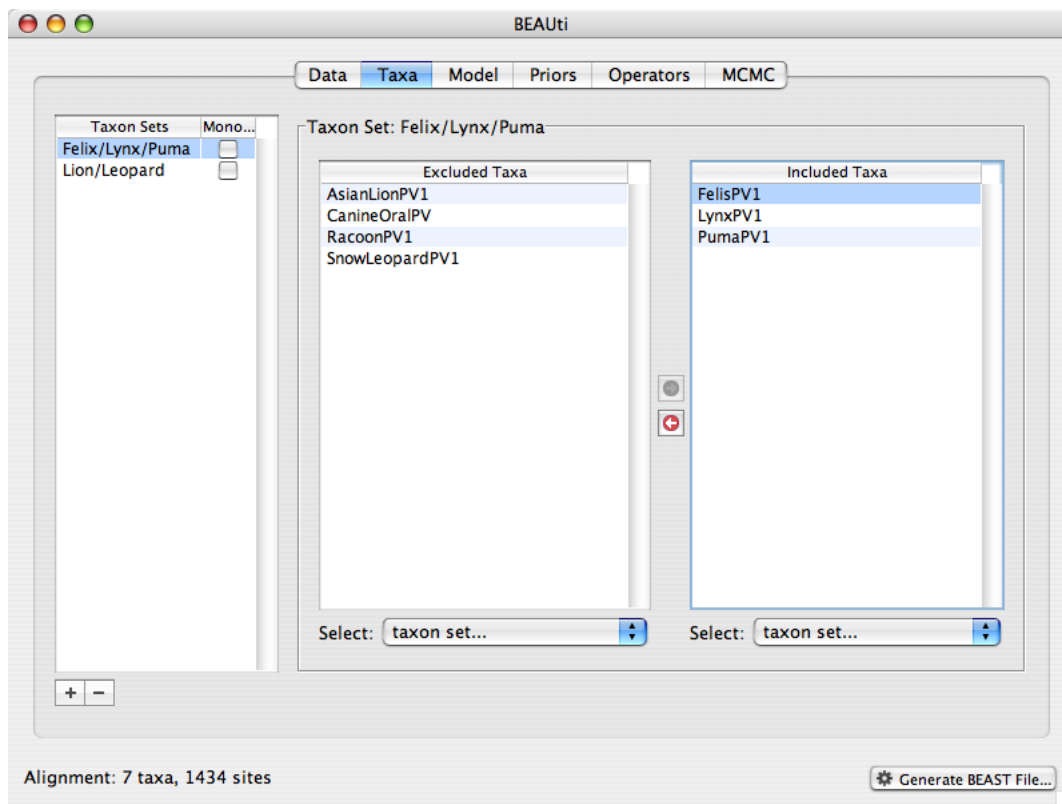 BEAUti
Data Taxa Model Priors Operators MCMC
Taxon Sets Mono...
Felix/Lynx/Puma
Lion/Leopard
Taxon Set: Felix/Lynx/Puma
Excluded Taxa
AsianLionPV1
CanineOralPV
RacoonPV1
SnowLeopardPV1
Included Taxa
FelisPV1
LynxPV1
PumaPV1
Select: taxon set...
Select: taxon set...
+ −
Alignment: 7 taxa, 1434 sites
Generate BEAST File...